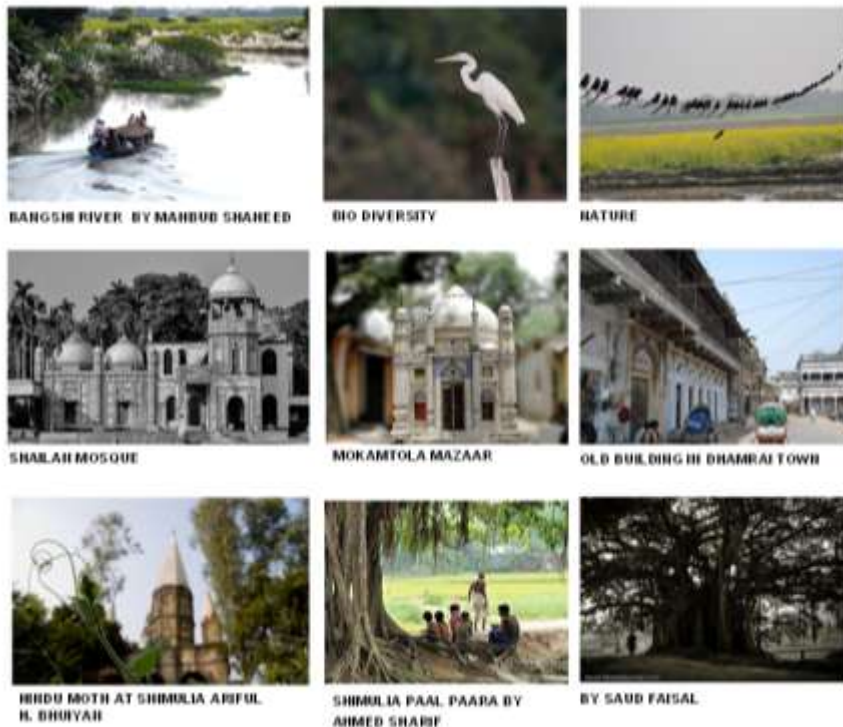 BANGSHI RIVER BY MAHBUB SHAHEED
BIO DIVERSITY
NATURE
SHAILAN MOSQUE
MOKAMTOLA MAZAAR
OLD BUILDING IN DHAMRAI TOWN
HINDU MOTH AT SHIMULIA ARIFUL
H. BHUIYAN
SHIMULIA PAAL PAARA BY
AHMED SHARIF
BY SAUD FAISAL